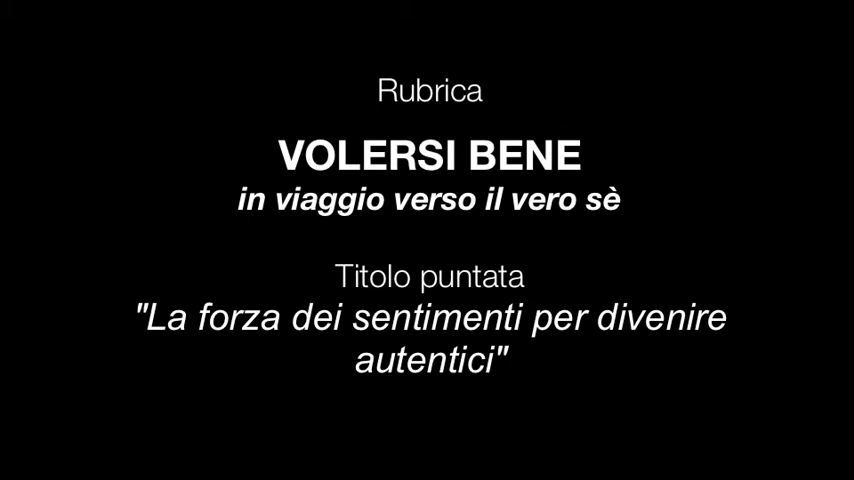 Rubrica
VOLERSI BENE
in viaggio verso il vero sè
Titolo puntata
"La forza dei sentimenti per divenire
autentici"